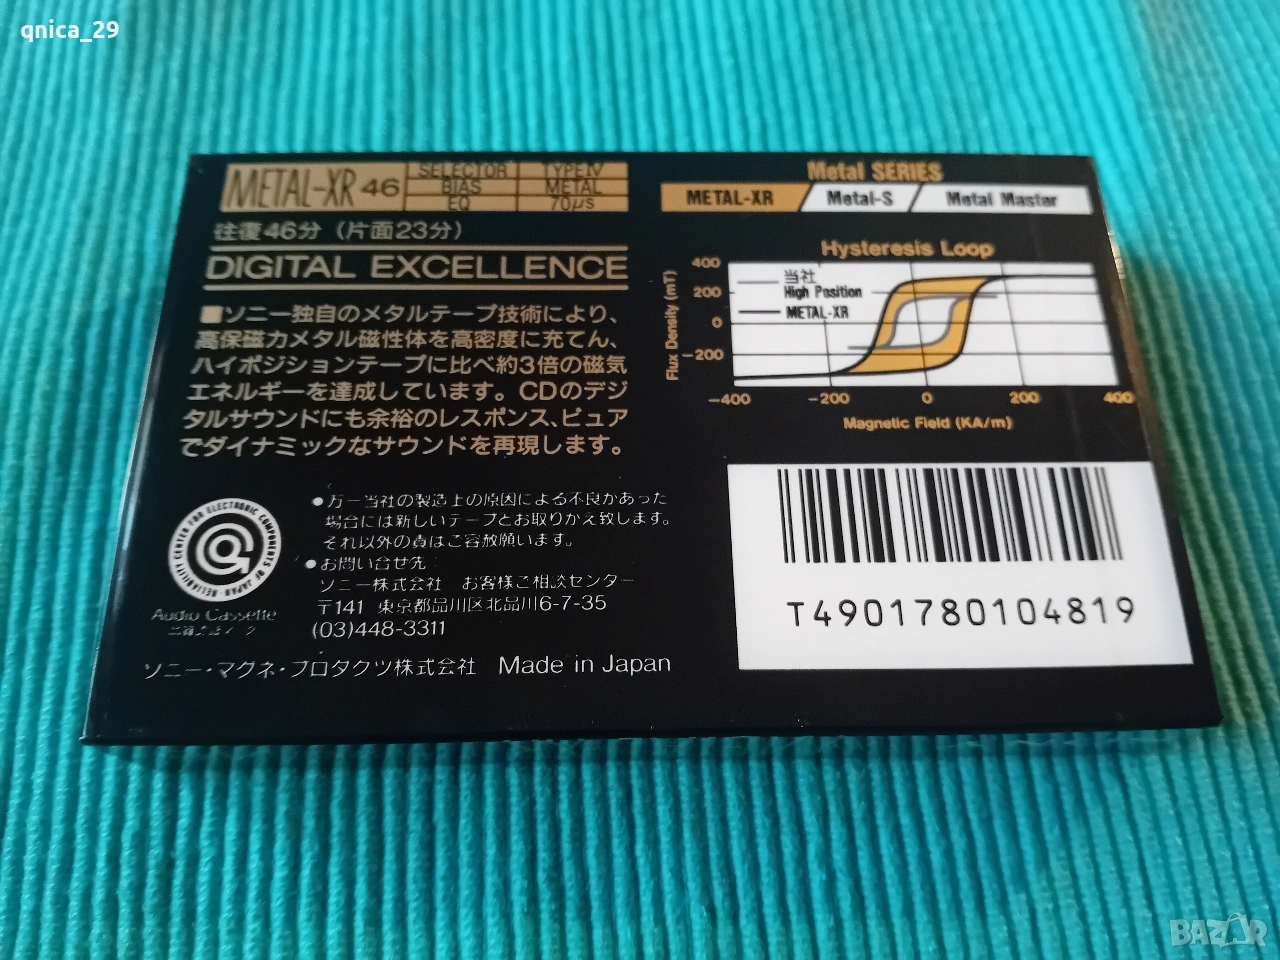 qnica_29
METAL-XR 46
SELECTOR TYPE IV
BIAS METAL
EQ 70μs
往復46分（片面23分）
DIGITAL EXCELLENCE
■ソニー独自のメタルテープ技術により、
高保磁力メタル磁性体を高密度に充てん、
ハイポジションテープに比べ約3倍の磁気
エネルギーを達成しています。CDのデジ
タルサウンドにも余裕のレスポンス、ピュア
でダイナミックなサウンドを再現します。
Metal SERIES
METAL-XR Metal-S Metal Master
Hysteresis Loop
Flux Density (mT)
400
200
0
-200
当社
High Position
METAL-XR
-400 -200 0 200 400
Magnetic Field (KA/m)
RELIABILITY CENTER FOR ELECTRONIC COMPONENTS OF JAPAN
Audio Cassette
●万一当社の製造上の原因による不良があった
場合には新しいテープとお取りかえ致します。
それ以外の責はご容赦願います。
●お問い合せ先：
ソニー株式会社 お客様ご相談センター
〒141 東京都品川区北品川6-7-35
(03)448-3311
ソニー・マグネ・プロダクツ株式会社 Made in Japan
T4901780104819
BAZAR